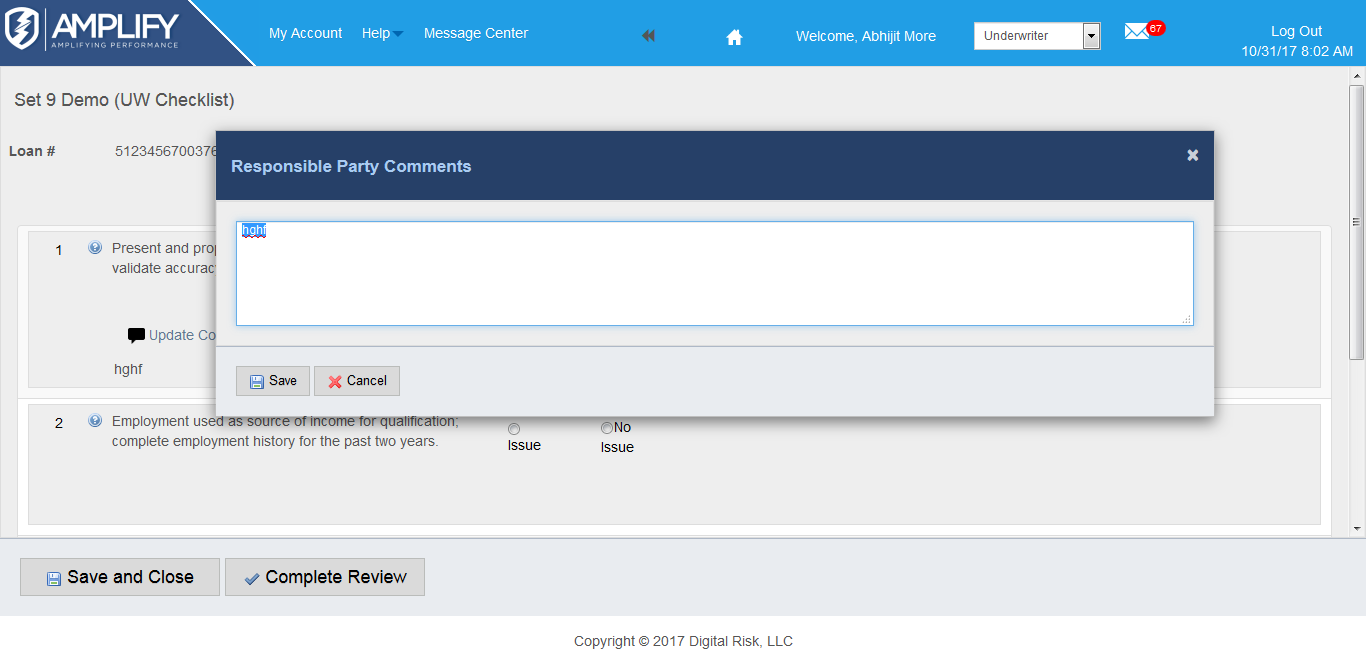 AMPLIFY
AMPLIFYING PERFORMANCE
My Account Help Message Center Welcome, Abhijit More Underwriter 67 Log Out
10/31/17 8:02 AM
Set 9 Demo (UW Checklist)
Loan # 5123456700376
Responsible Party Comments
hghf
1 Present and
validate
Update
hghf
Save Cancel
2 Employment used as source of income for qualification;
complete employment history for the past two years.
Issue
No
Issue
Save and Close Complete Review
Copyright © 2017 Digital Risk, LLC